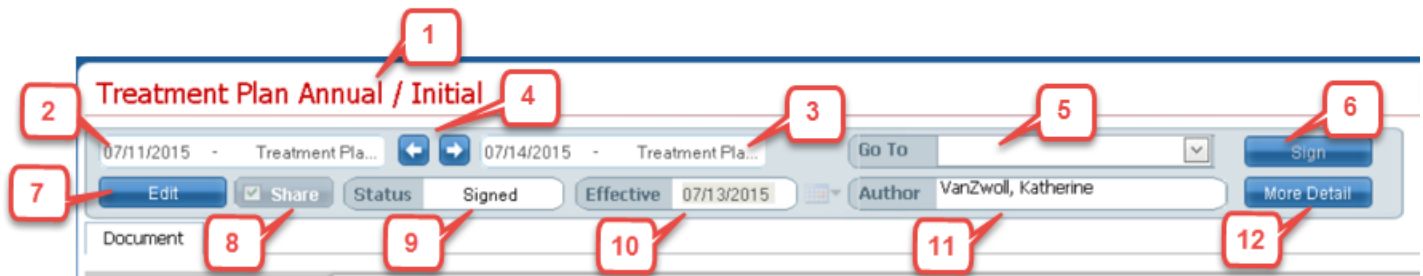 1
Treatment Plan Annual / Initial
2 4 3 5 6
07/11/2015 - Treatment Pla... 07/14/2015 - Treatment Pla... Go To Sign
7 Edit Share Status Signed Effective 07/13/2015 Author VanZwoll, Katherine More Detail
Document 8 9 10 11 12